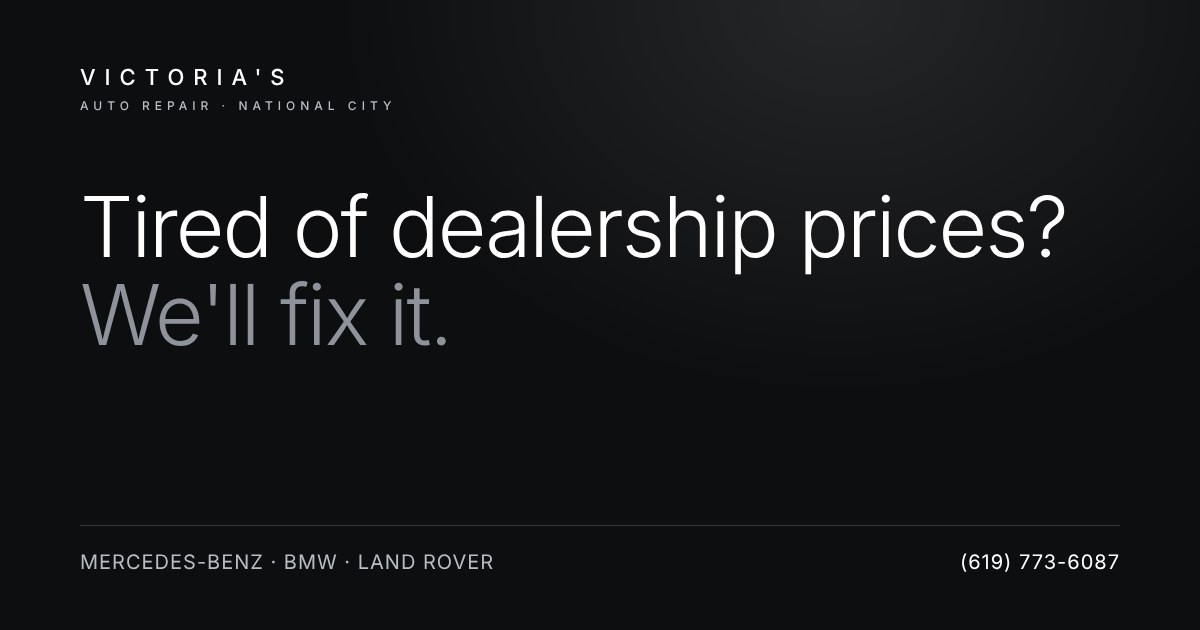 VICTORIA'S
AUTO REPAIR · NATIONAL CITY
Tired of dealership prices?
We'll fix it.
MERCEDES-BENZ · BMW · LAND ROVER
(619) 773-6087